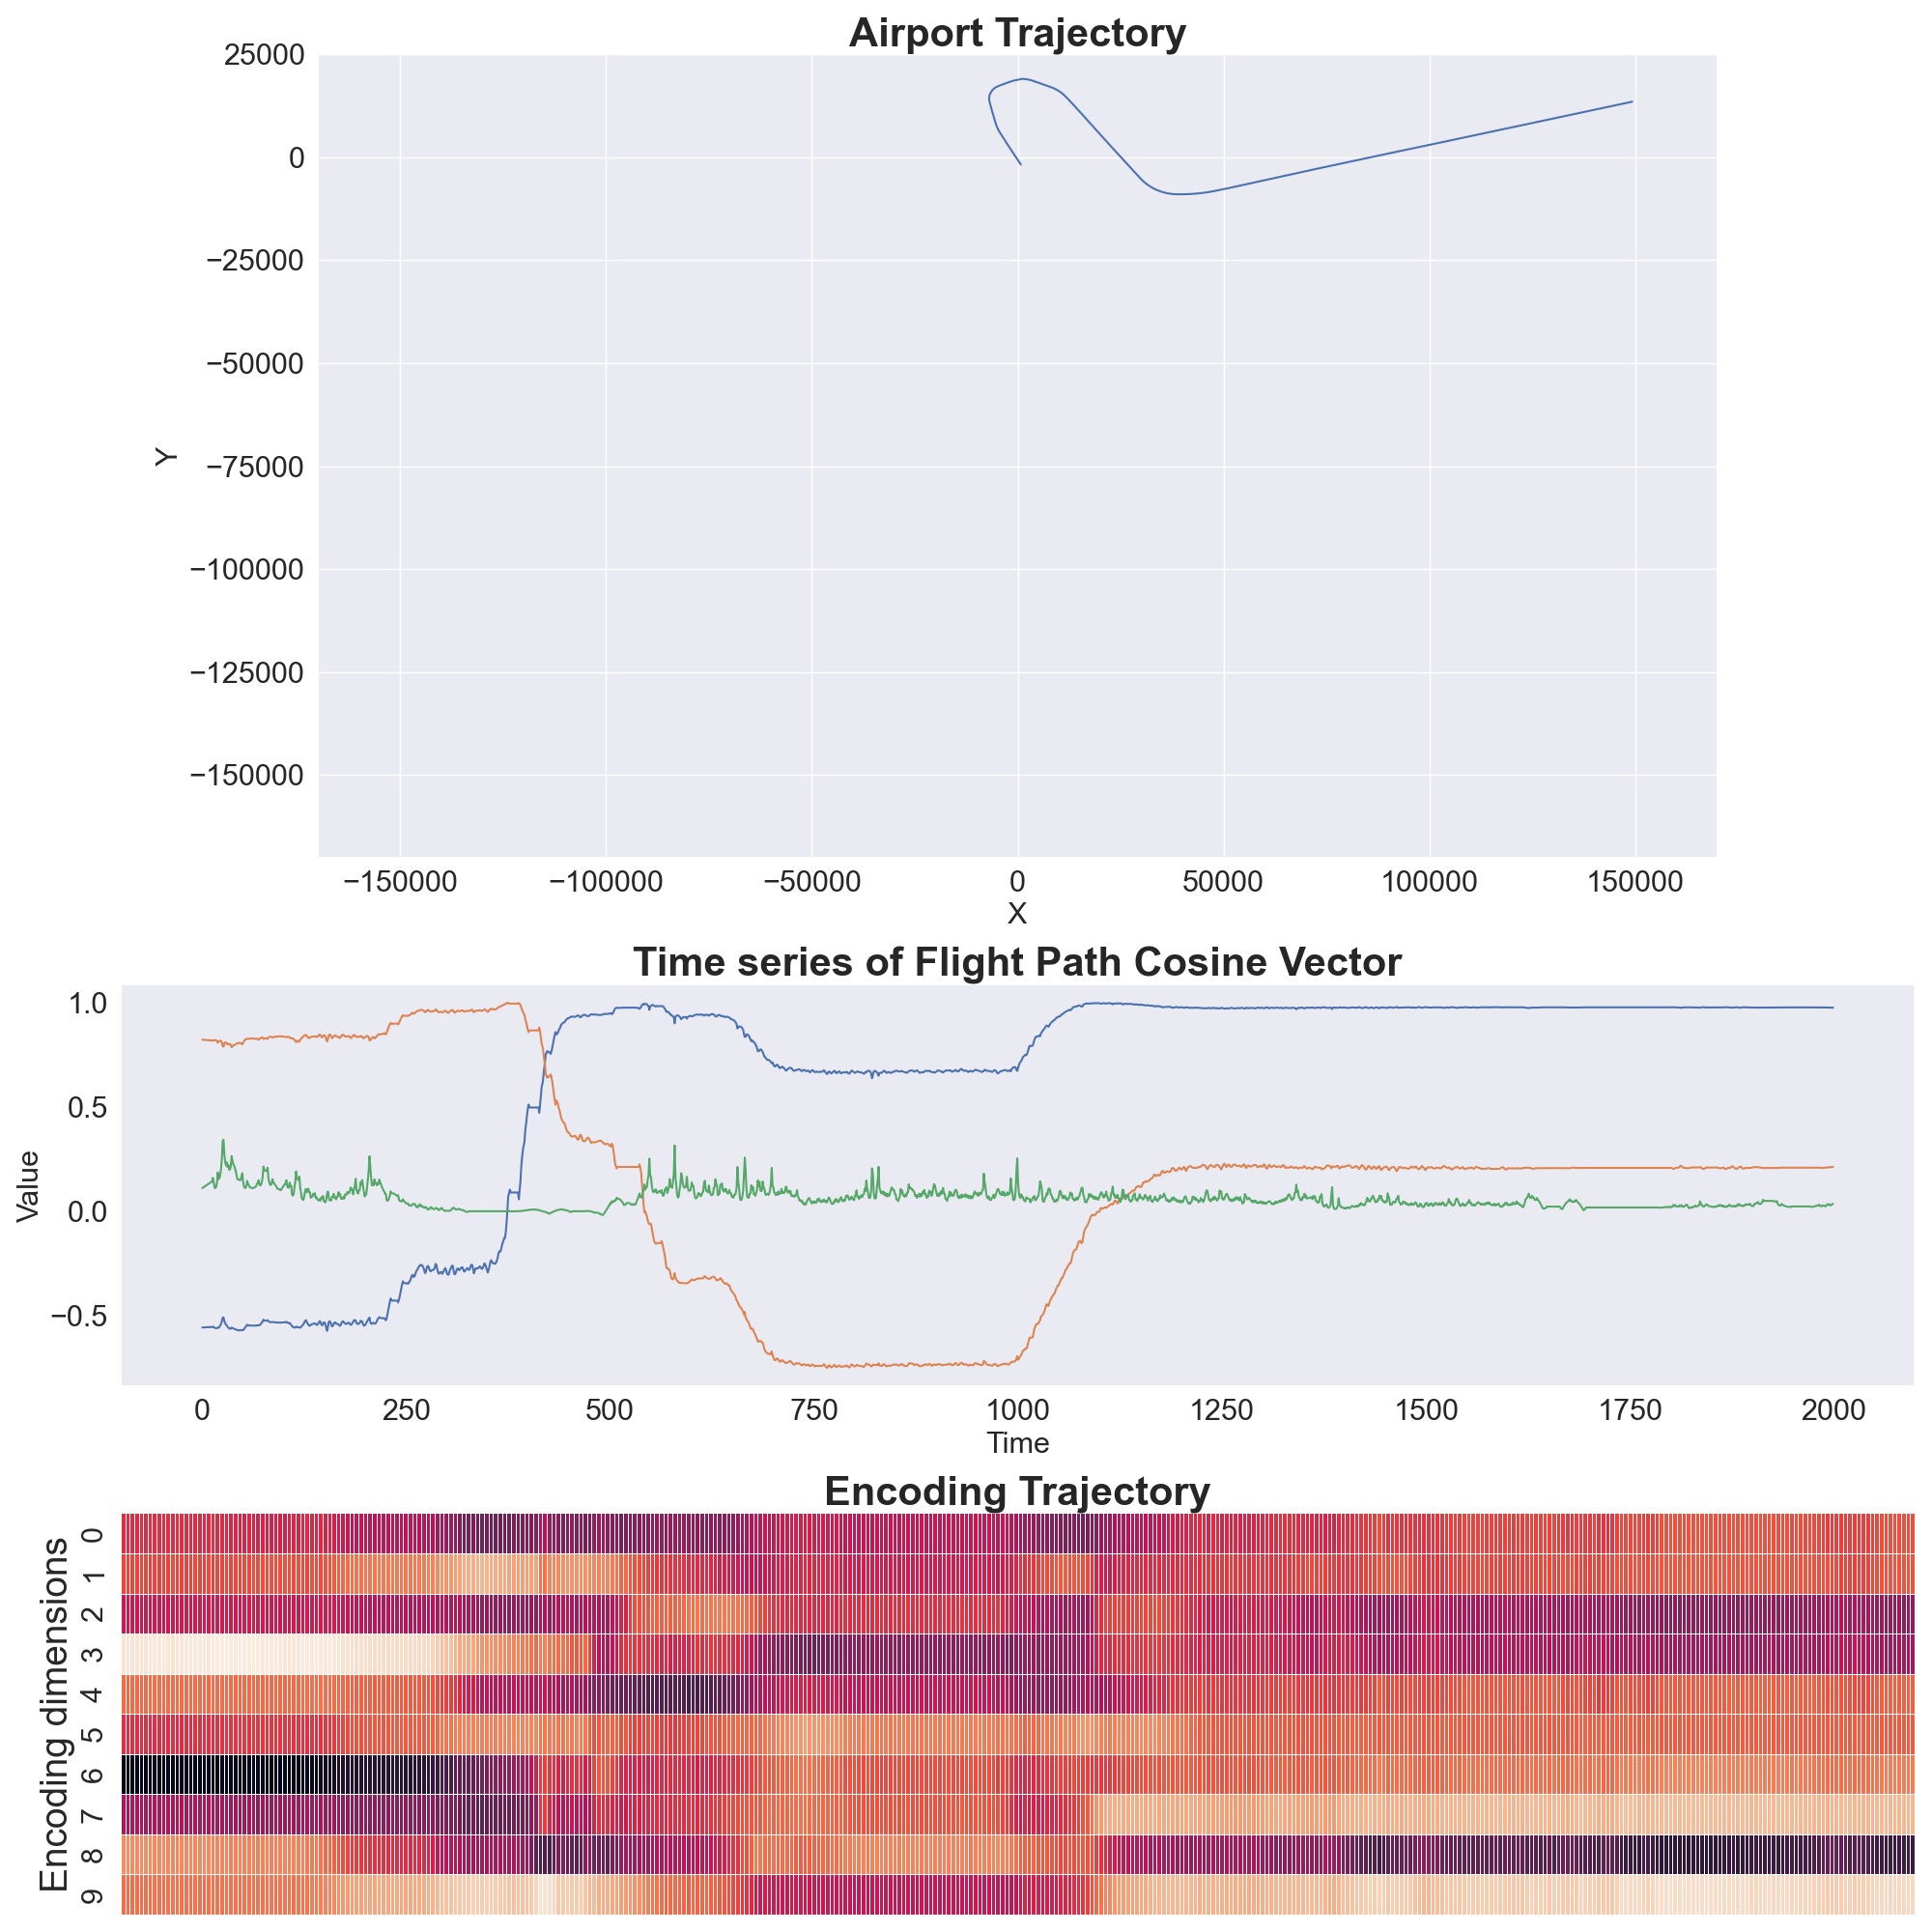 Airport Trajectory
25000
0
−25000
−50000
−75000
−100000
−125000
−150000
Y
−150000 −100000 −50000 0 50000 100000 150000
X
Time series of Flight Path Cosine Vector
1.0
0.5
0.0
−0.5
Value
0 250 500 750 1000 1250 1500 1750 2000
Time
Encoding Trajectory
Encoding dimensions
0
1
2
3
4
5
6
7
8
9